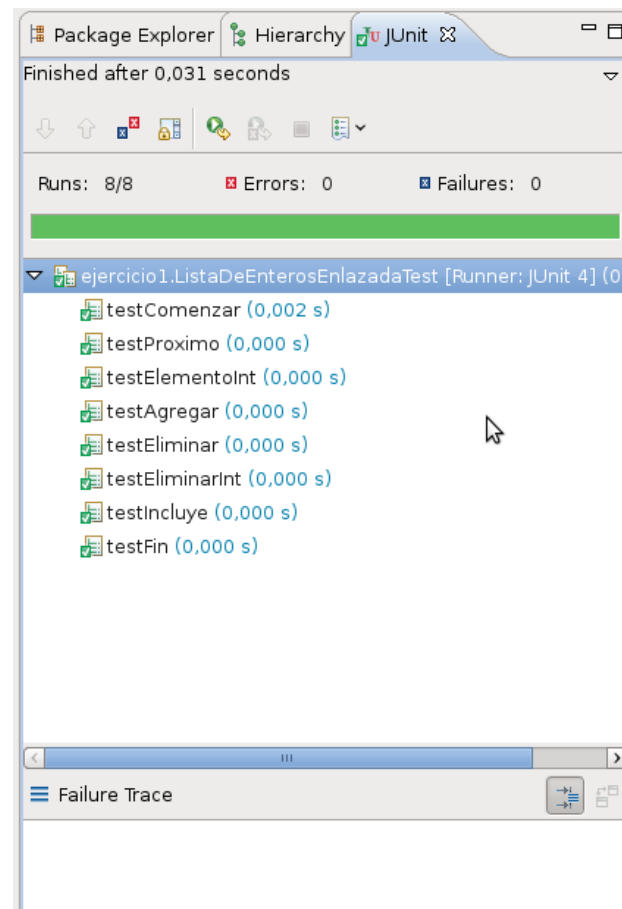 Package Explorer Hierarchy JUnit
Finished after 0,031 seconds
Runs: 8/8 Errors: 0 Failures: 0
ejercicio1.ListaDeEnterosEnlazadaTest [Runner: JUnit 4] (0
testComenzar (0,002 s)
testProximo (0,000 s)
testElementoInt (0,000 s)
testAgregar (0,000 s)
testEliminar (0,000 s)
testEliminarInt (0,000 s)
testIncluye (0,000 s)
testFin (0,000 s)
Failure Trace